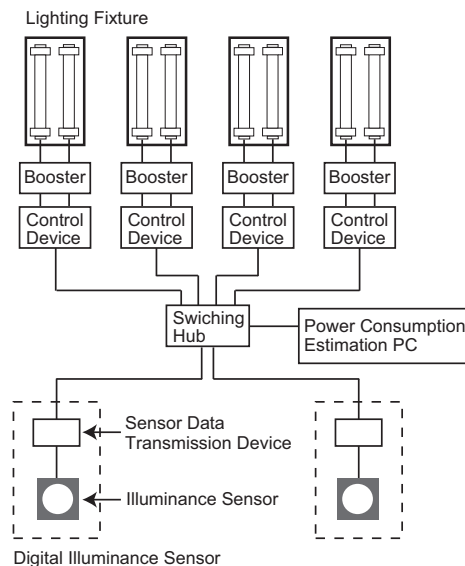 Lighting Fixture
Booster
Booster
Booster
Booster
Control
Device
Control
Device
Control
Device
Control
Device
Swiching
Hub
Power Consumption
Estimation PC
Sensor Data
Transmission Device
Illuminance Sensor
Digital Illuminance Sensor